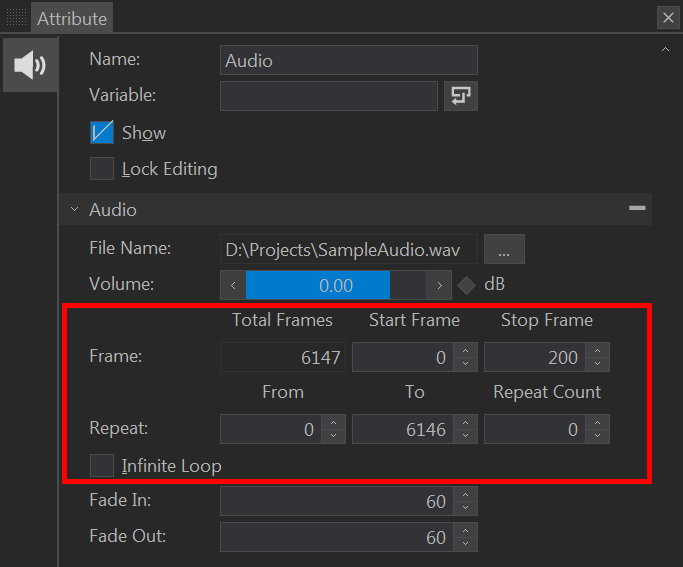 Attribute
Name: Audio
Variable:
Show
Lock Editing
Audio
File Name: D:\Projects\SampleAudio.wav ...
Volume: 0.00 dB
Total Frames Start Frame Stop Frame
Frame: 6147 0 200
From To Repeat Count
Repeat: 0 6146 0
Infinite Loop
Fade In: 60
Fade Out: 60